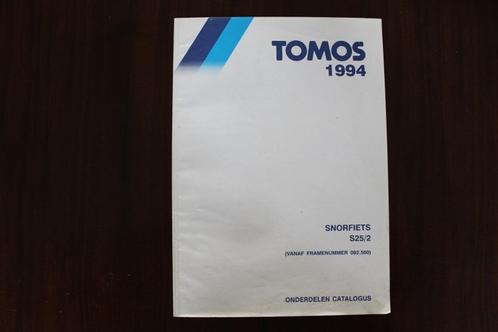 TOMOS
1994
SNORFIETS
S25/2
(VANAF FRAMENUMMER 092.500)
ONDERDELEN CATALOGUS